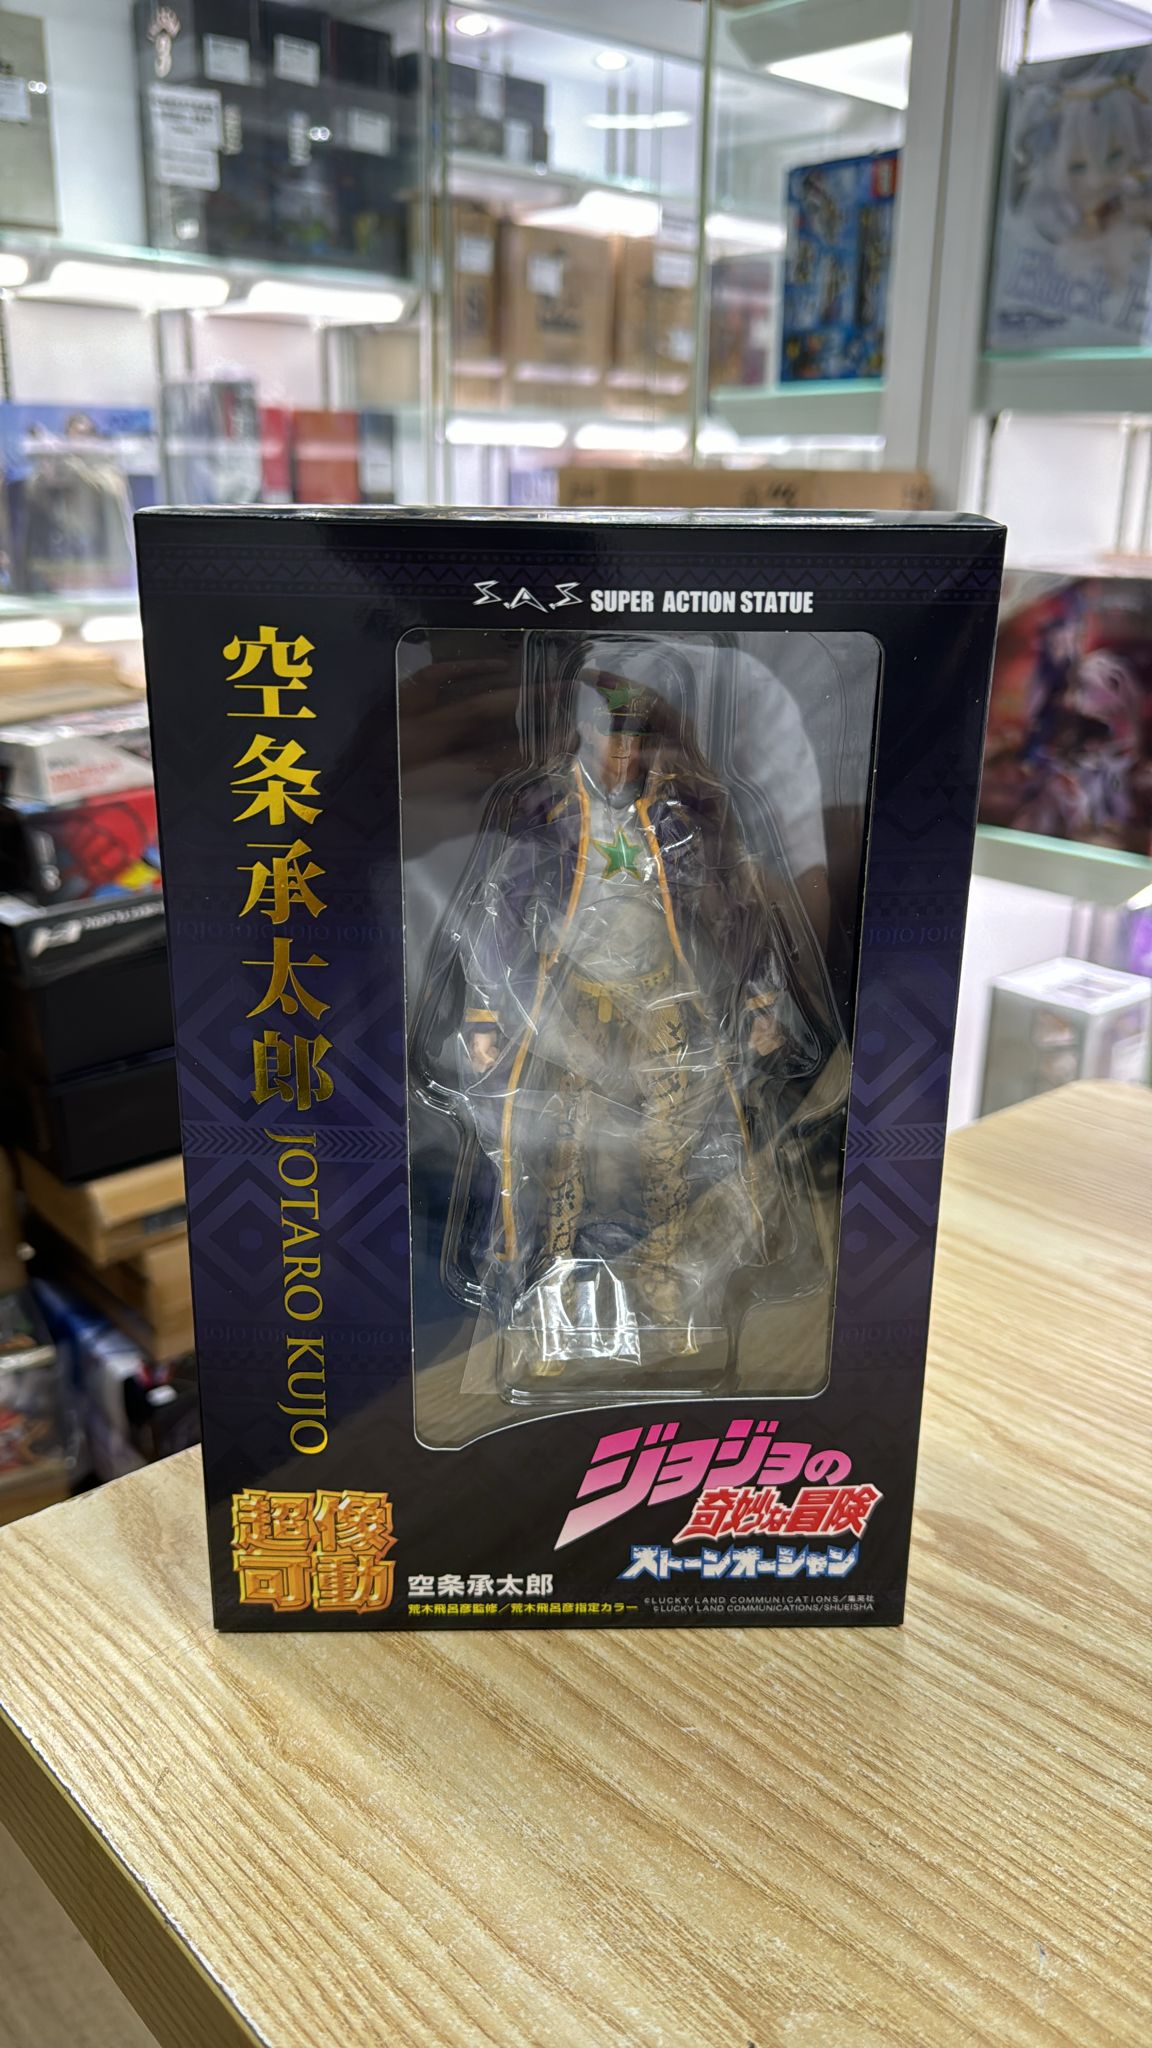 S.A.S SUPER ACTION STATUE
空条承太郎 JOTARO KUJO
ジョジョの
奇妙な冒険
ストーンオーシャン
超像
可動
空条承太郎
荒木飛呂彦監修/荒木飛呂彦指定カラー
©LUCKY LAND COMMUNICATIONS/集英社
©LUCKY LAND COMMUNICATIONS/SHUEISHA